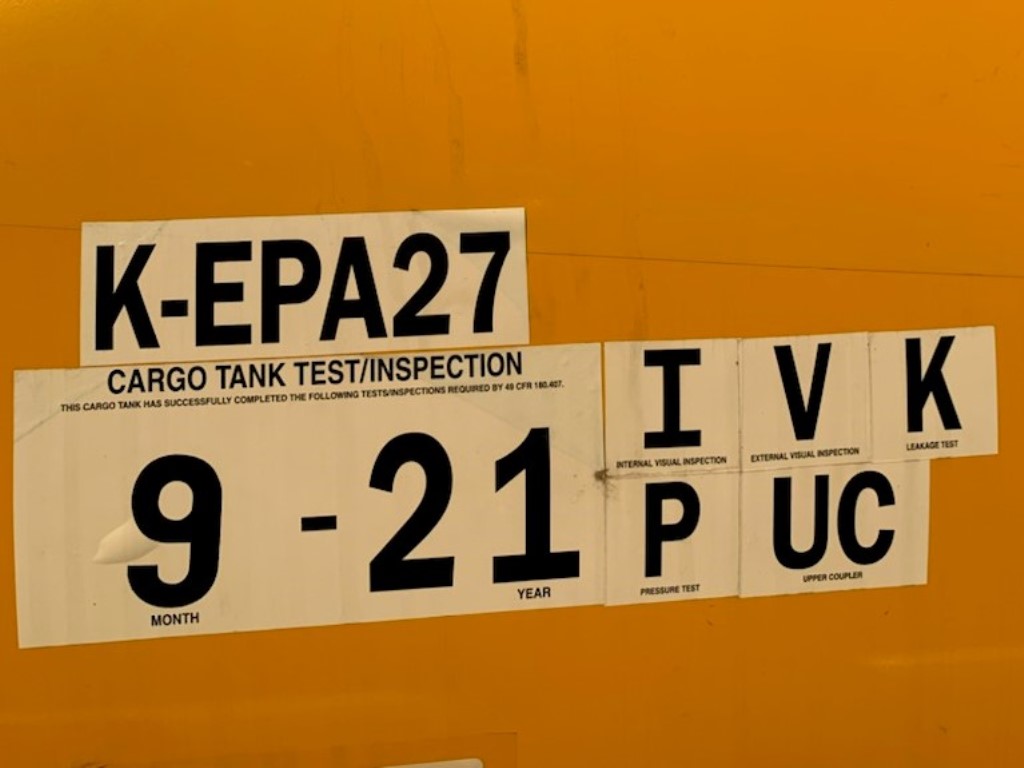 K-EPA27
CARGO TANK TEST/INSPECTION
THIS CARGO TANK HAS SUCCESSFULLY COMPLETED THE FOLLOWING TESTS/INSPECTIONS REQUIRED BY 49 CFR 180.407.
9 - 21
MONTH YEAR
I V K
INTERNAL VISUAL INSPECTION EXTERNAL VISUAL INSPECTION LEAKAGE TEST
P UC
PRESSURE TEST UPPER COUPLER